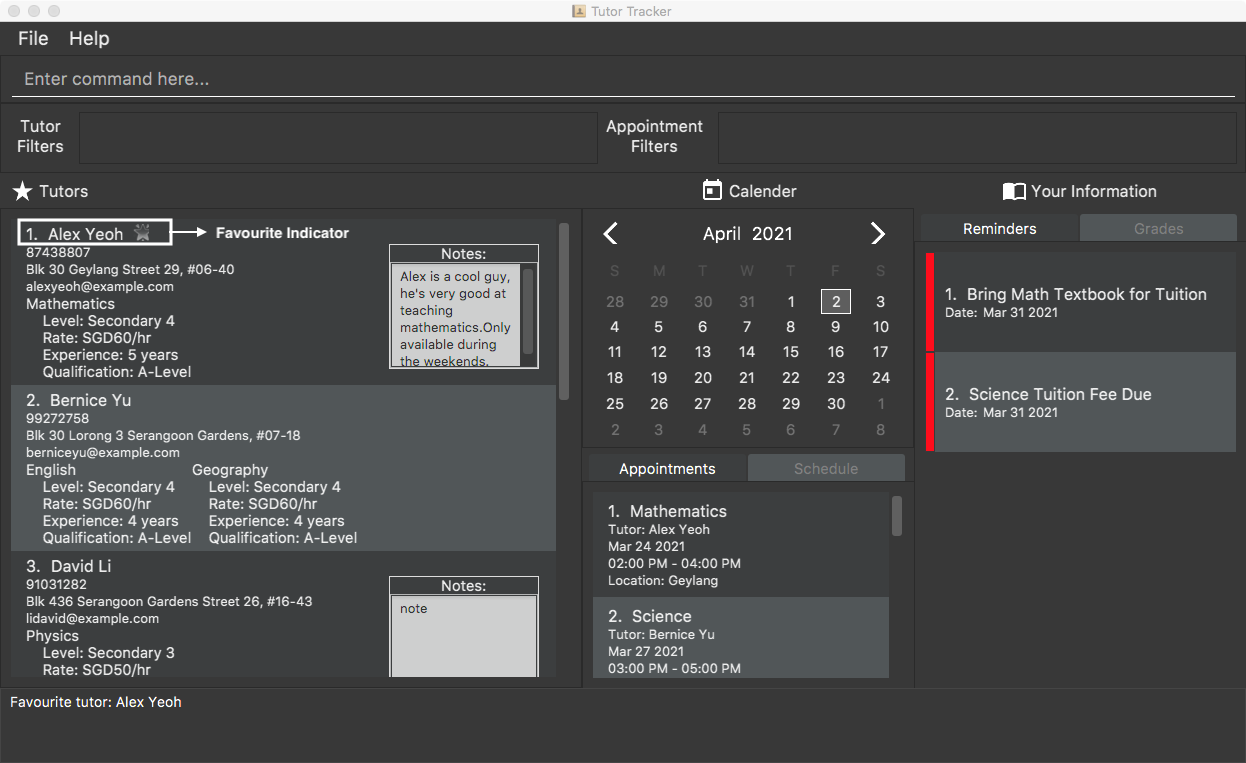 Tutor Tracker
File Help
Enter command here...
Tutor
Filters
Appointment
Filters
Tutors
1. Alex Yeoh
Favourite Indicator
87438807
Blk 30 Geylang Street 29, #06-40
alexyeoh@example.com
Mathematics
Level: Secondary 4
Rate: SGD60/hr
Experience: 5 years
Qualification: A-Level
Notes:
Alex is a cool guy,
he's very good at
teaching
mathematics.Only
available during
the weekends.
2. Bernice Yu
99272758
Blk 30 Lorong 3 Serangoon Gardens, #07-18
berniceyu@example.com
English Geography
Level: Secondary 4 Level: Secondary 4
Rate: SGD60/hr Rate: SGD60/hr
Experience: 4 years Experience: 4 years
Qualification: A-Level Qualification: A-Level
3. David Li
91031282
Blk 436 Serangoon Gardens Street 26, #16-43
lidavid@example.com
Physics
Level: Secondary 3
Rate: SGD50/hr
Notes:
note
Calender
April 2021
S M T W T F S
28 29 30 31 1 2 3
4 5 6 7 8 9 10
11 12 13 14 15 16 17
18 19 20 21 22 23 24
25 26 27 28 29 30 1
2 3 4 5 6 7 8
Appointments Schedule
1. Mathematics
Tutor: Alex Yeoh
Mar 24 2021
02:00 PM - 04:00 PM
Location: Geylang
2. Science
Tutor: Bernice Yu
Mar 27 2021
03:00 PM - 05:00 PM
Your Information
Reminders Grades
1. Bring Math Textbook for Tuition
Date: Mar 31 2021
2. Science Tuition Fee Due
Date: Mar 31 2021
Favourite tutor: Alex Yeoh